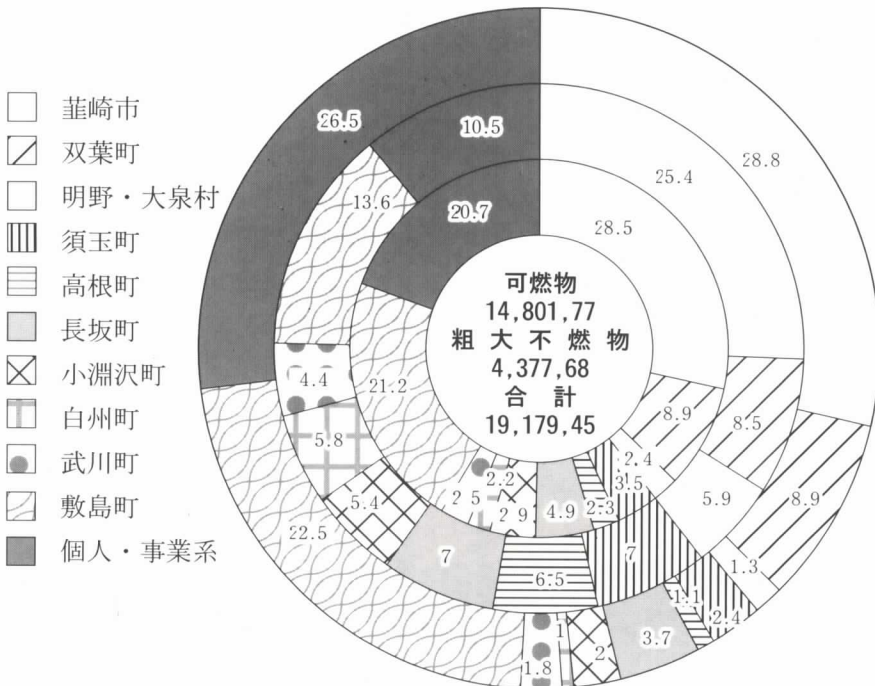 韮崎市
双葉町
明野・大泉村
須玉町
高根町
長坂町
小淵沢町
白州町
武川町
敷島町
個人・事業系
26.5
10.5
20.7
28.8
25.4
28.5
13.6
可燃物
14,801,77
粗大不燃物
4,377,68
合計
19,179,45
4.4
21.2
5.8
5.4
22.5
7
2 5
2.2
2 9
4.9
2.3
3.5
2.4
8.9
8.5
8.9
5.9
1.3
7
6.5
2.4
1.1
3.7
2
1
1.8